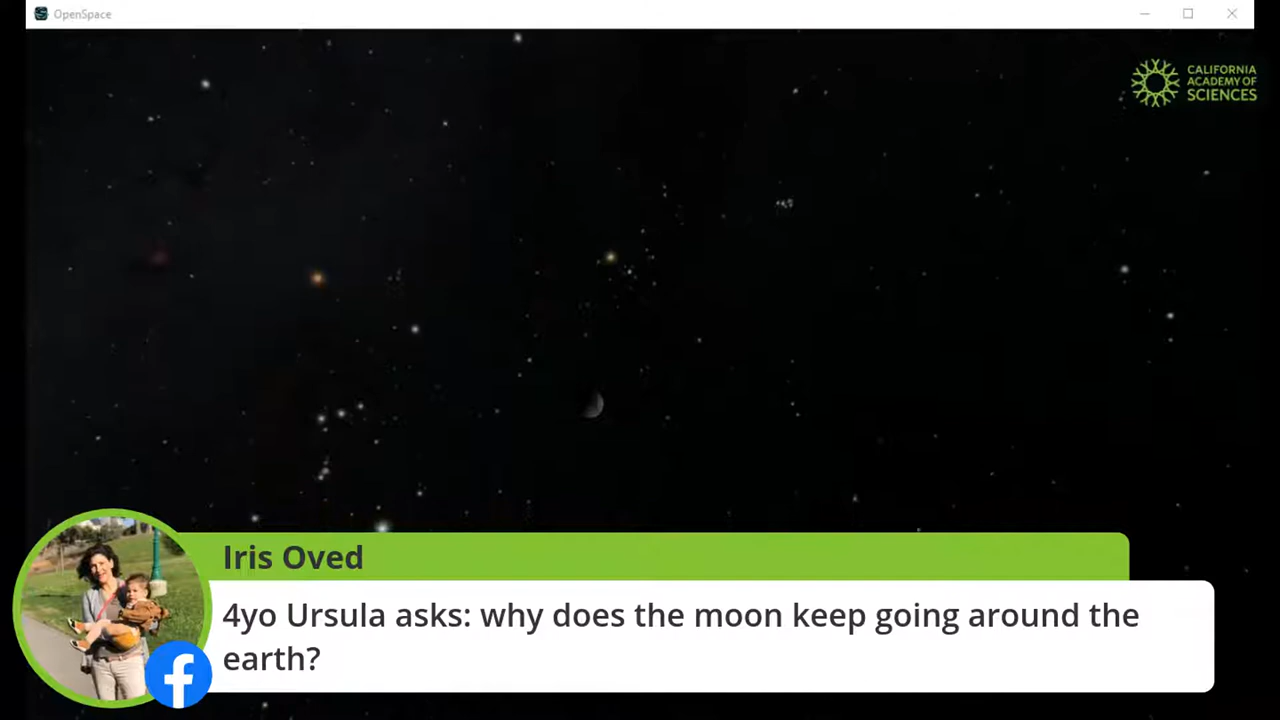 OpenSpace
CALIFORNIA
ACADEMY OF
SCIENCES
Iris Oved
4yo Ursula asks: why does the moon keep going around the
earth?